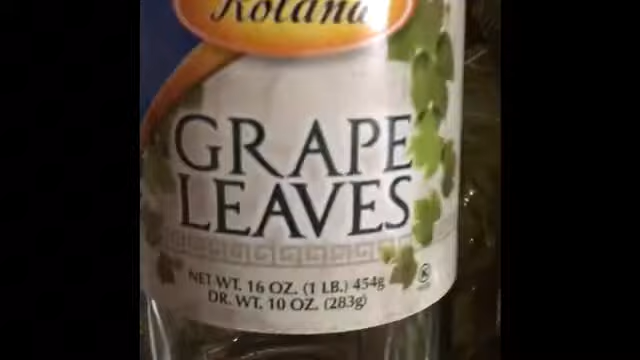 Roland
GRAPE
LEAVES
NET WT. 16 OZ. (1 LB.) 454g
DR. WT. 10 OZ. (283g)
K